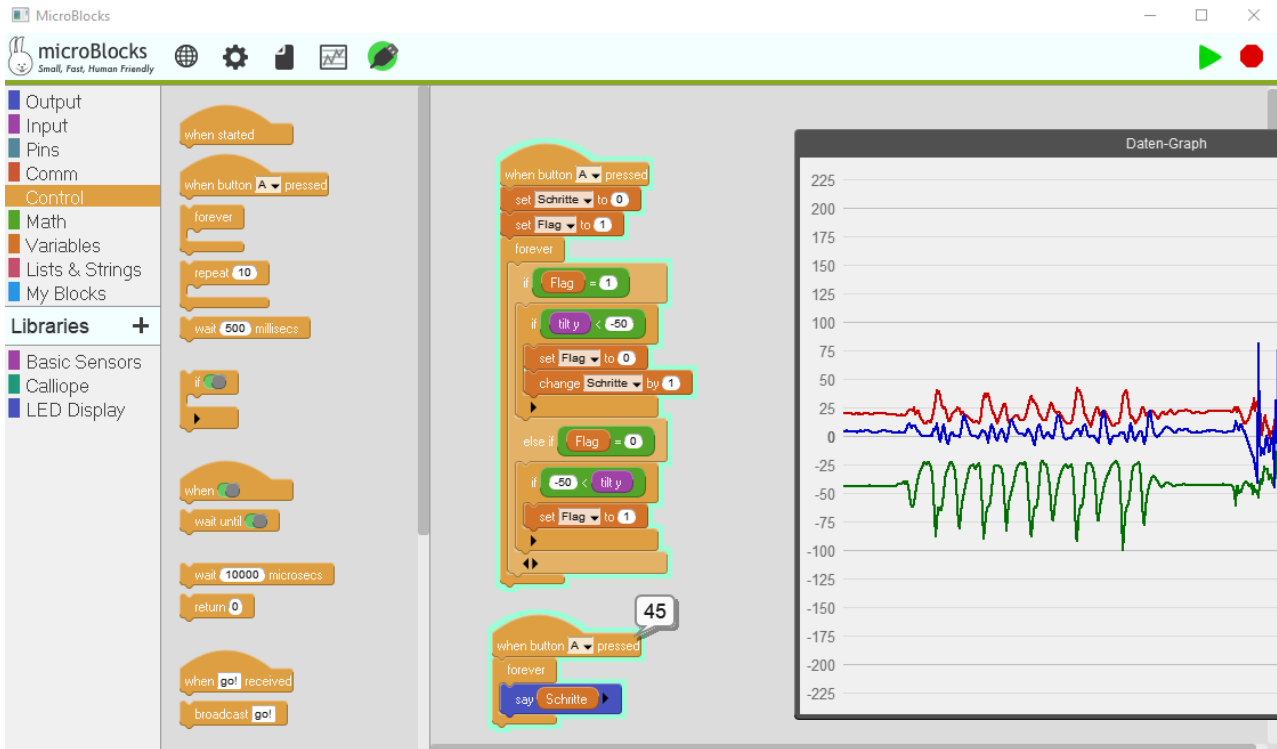 MicroBlocks
microBlocks
Small, Fast, Human Friendly
Output
Input
Pins
Comm
Control
Math
Variables
Lists & Strings
My Blocks
Libraries +
Basic Sensors
Calliope
LED Display
when started
when button A pressed
forever
repeat 10
wait 500 millisecs
if
when
wait until
wait 10000 microsecs
return 0
when go! received
broadcast go!
when button A pressed
set Schritte to 0
set Flag to 1
forever
if Flag = 1
if tilt y < -50
set Flag to 0
change Schritte by 1
else if Flag = 0
if -50 < tilt y
set Flag to 1
45
when button A pressed
forever
say Schritte
Daten-Graph
225
200
175
150
125
100
75
50
25
0
-25
-50
-75
-100
-125
-150
-175
-200
-225